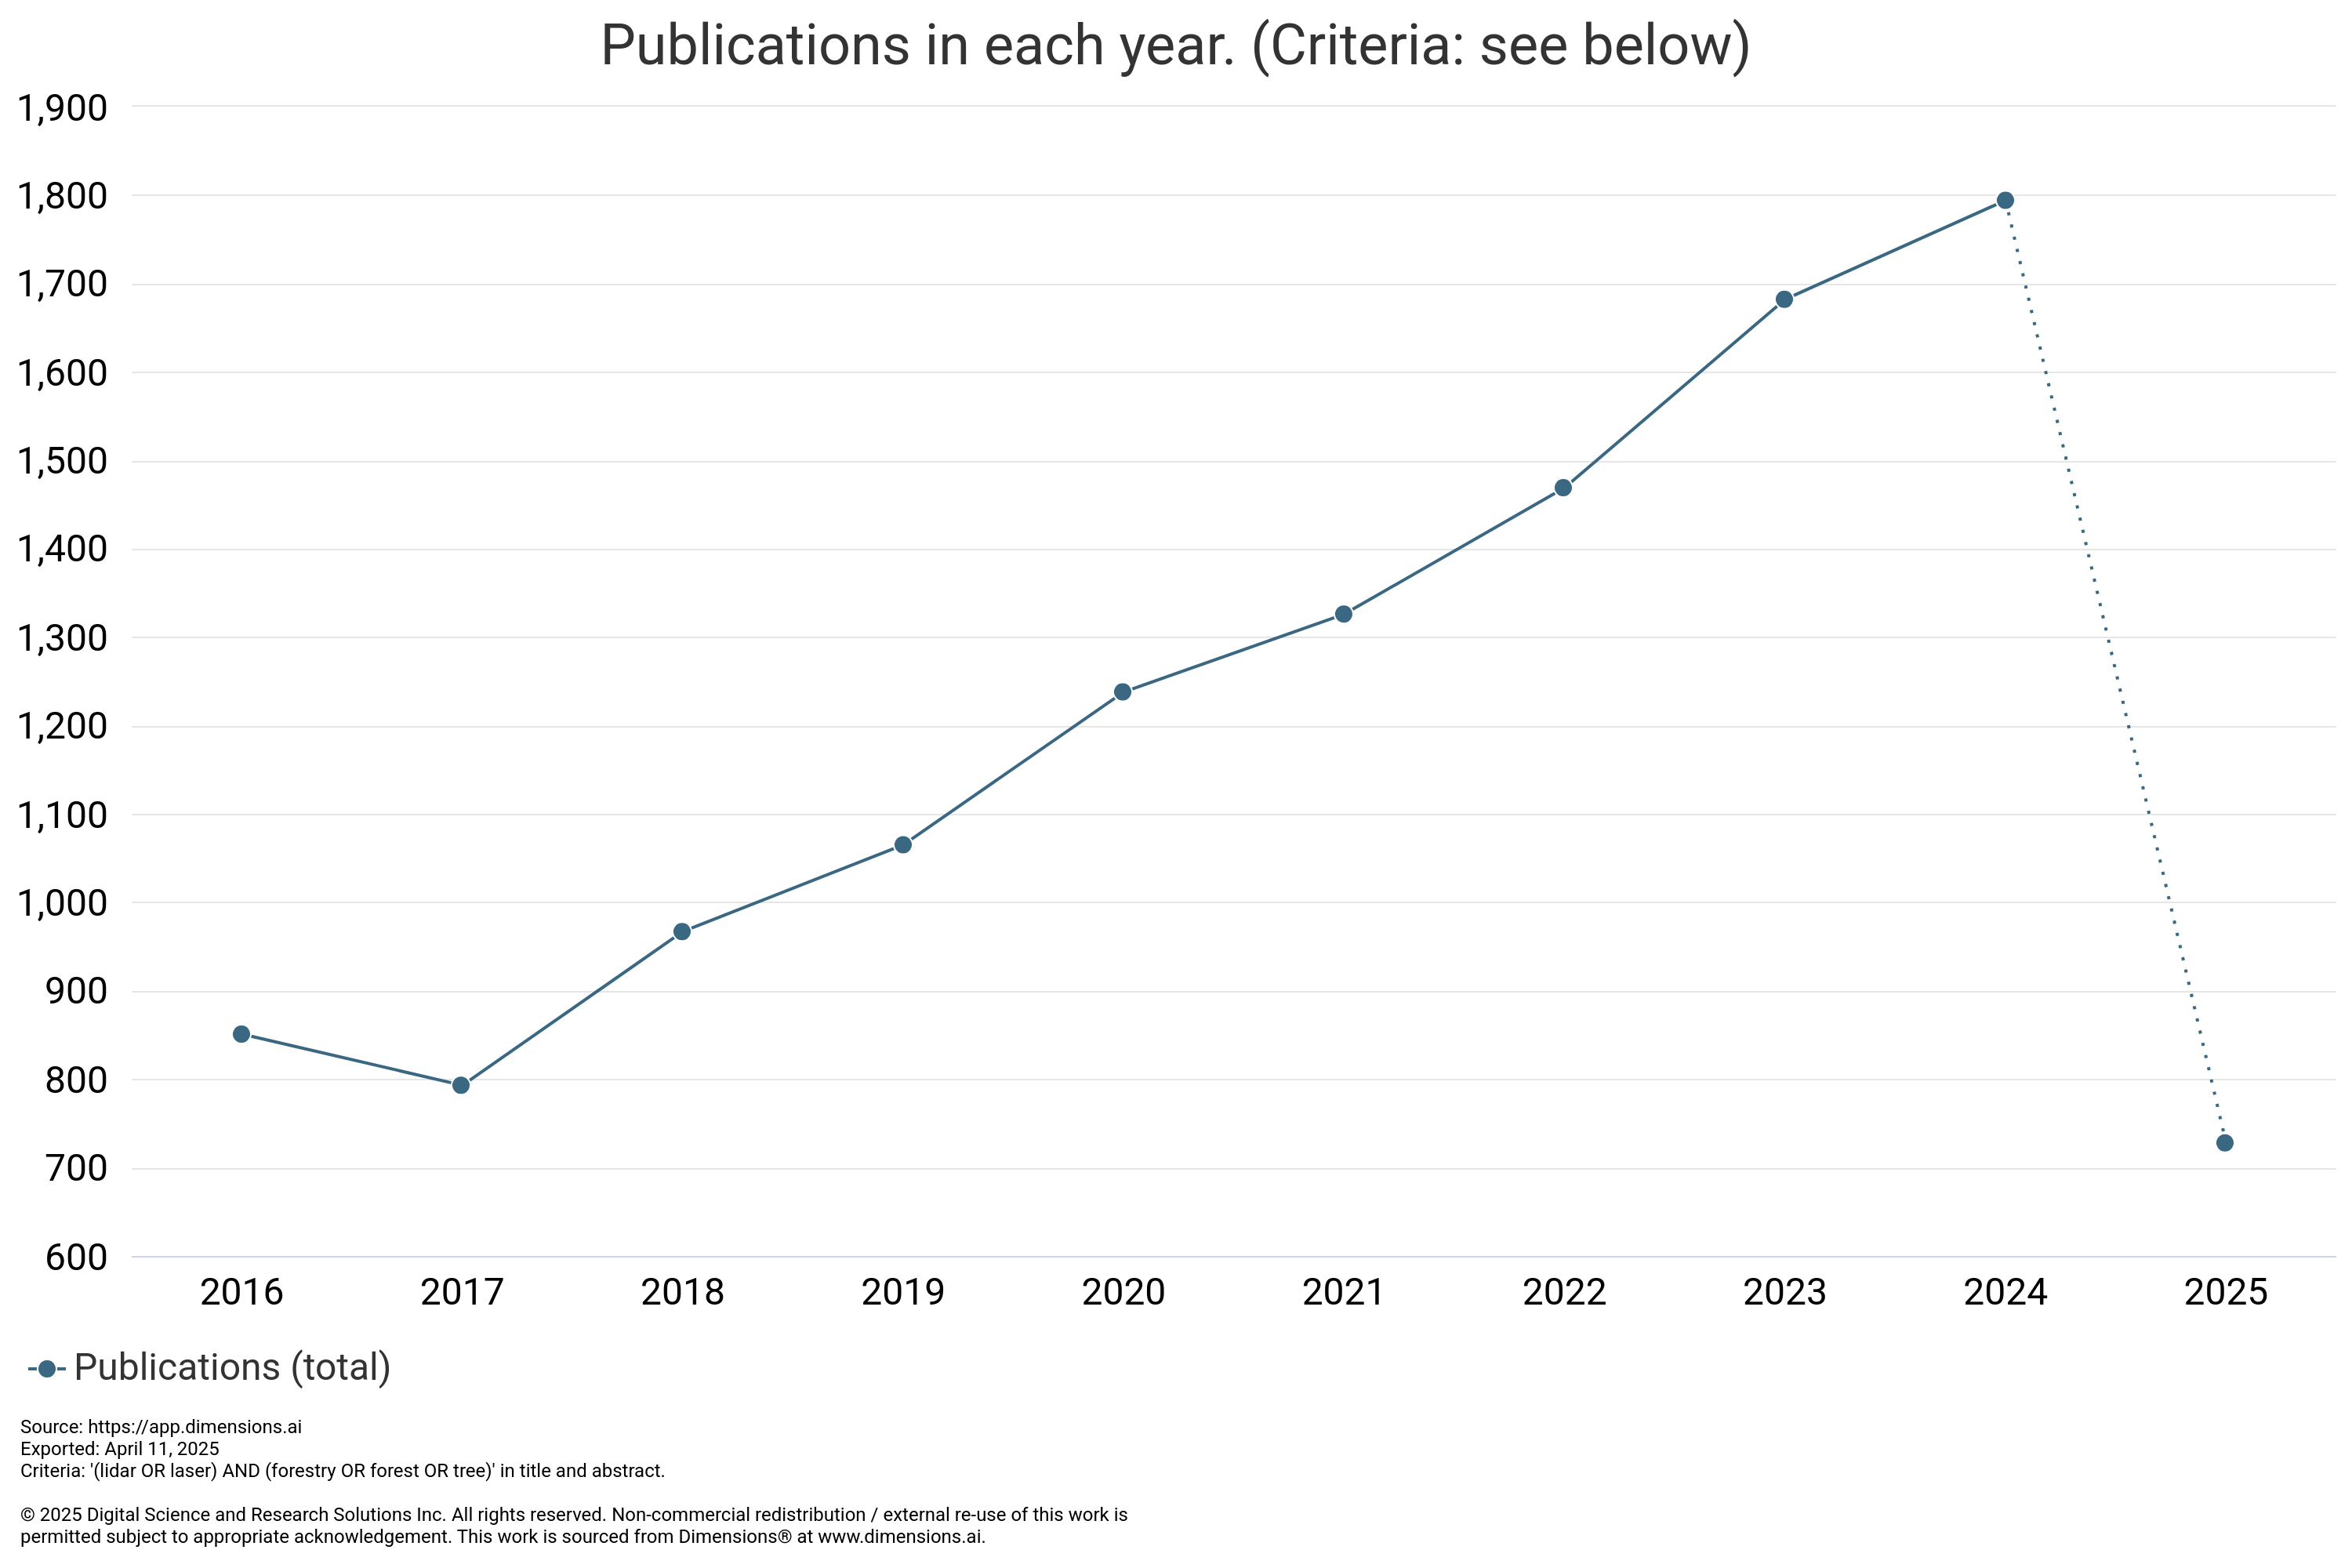 Publications in each year. (Criteria: see below)
1,900
1,800
1,700
1,600
1,500
1,400
1,300
1,200
1,100
1,000
900
800
700
600
2016 2017 2018 2019 2020 2021 2022 2023 2024 2025
Publications (total)
Source: https://app.dimensions.ai
Exported: April 11, 2025
Criteria: '(lidar OR laser) AND (forestry OR forest OR tree)' in title and abstract.
© 2025 Digital Science and Research Solutions Inc. All rights reserved. Non-commercial redistribution / external re-use of this work is
permitted subject to appropriate acknowledgement. This work is sourced from Dimensions® at www.dimensions.ai.